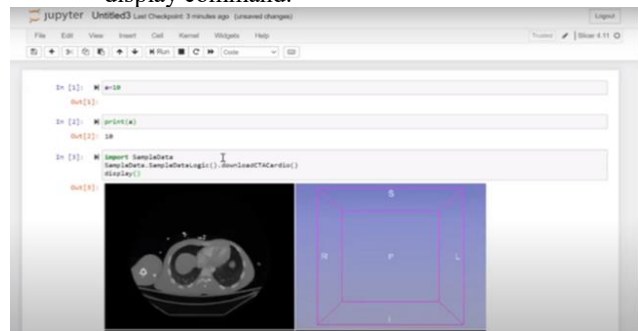 display command.
jupyter Untitled3 Last Checkpoint: 3 minutes ago (unsaved changes) Logout
File Edit View Insert Cell Kernel Widgets Help Trusted Slicer 4.11
Run Code
In [1]: a=10
Out[1]:
In [2]: print(a)
Out[2]: 10
In [3]: import SampleData
SampleData.SampleDataLogic().downloadCTACardio()
display()
Out[3]:
S
R P L
I